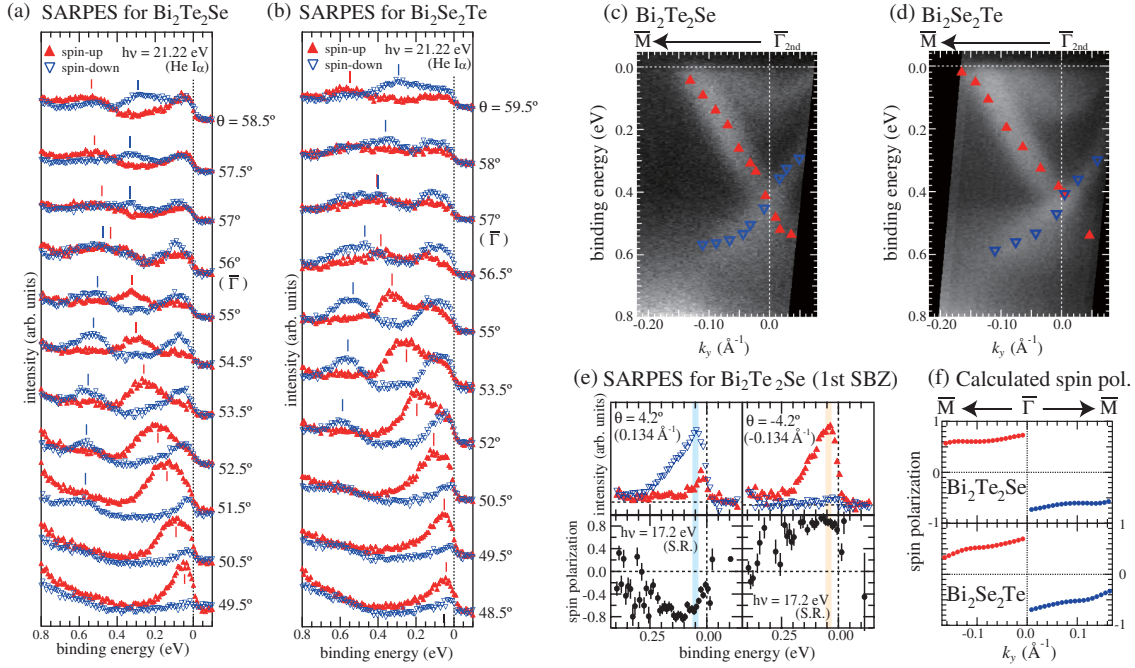 (a) SARPES for Bi₂Te₂Se
spin-up
spin-down
hν = 21.22 eV
(He Iα)
θ = 58.5º
57.5º
57º
56º
(Γ̅)
55º
54.5º
53.5º
52.5º
51.5º
50.5º
49.5º
intensity (arb. units)
0.8 0.6 0.4 0.2 0
binding energy (eV)
(b) SARPES for Bi₂Se₂Te
spin-up
spin-down
hν = 21.22 eV
(He Iα)
θ = 59.5º
58º
57º
(Γ̅)
56.5º
55º
53.5º
52º
50.5º
49.5º
48.5º
intensity (arb. units)
0.8 0.6 0.4 0.2 0
binding energy (eV)
(c) Bi₂Te₂Se
M̅ Γ̅2nd
0.0
0.2
0.4
0.6
0.8
binding energy (eV)
-0.20 -0.10 0.0
ky (Å⁻¹)
(d) Bi₂Se₂Te
M̅ Γ̅2nd
0.0
0.2
0.4
0.6
0.8
binding energy (eV)
-0.20 -0.10 0.0
ky (Å⁻¹)
(e) SARPES for Bi₂Te₂Se (1st SBZ)
θ = 4.2º
(0.134 Å⁻¹)
θ = -4.2º
(-0.134 Å⁻¹)
intensity (arb. units)
hν = 17.2 eV
(S.R.)
hν = 17.2 eV
(S.R.)
0.8
0.4
0.0
-0.4
-0.8
spin polarization
0.25 0.00 0.25 0.00
binding energy (eV)
(f) Calculated spin pol.
M̅ Γ̅ M̅
1
0
-1
Bi₂Te₂Se
1
0
-1
Bi₂Se₂Te
spin polarization
-0.1 0.0 0.1
ky (Å⁻¹)